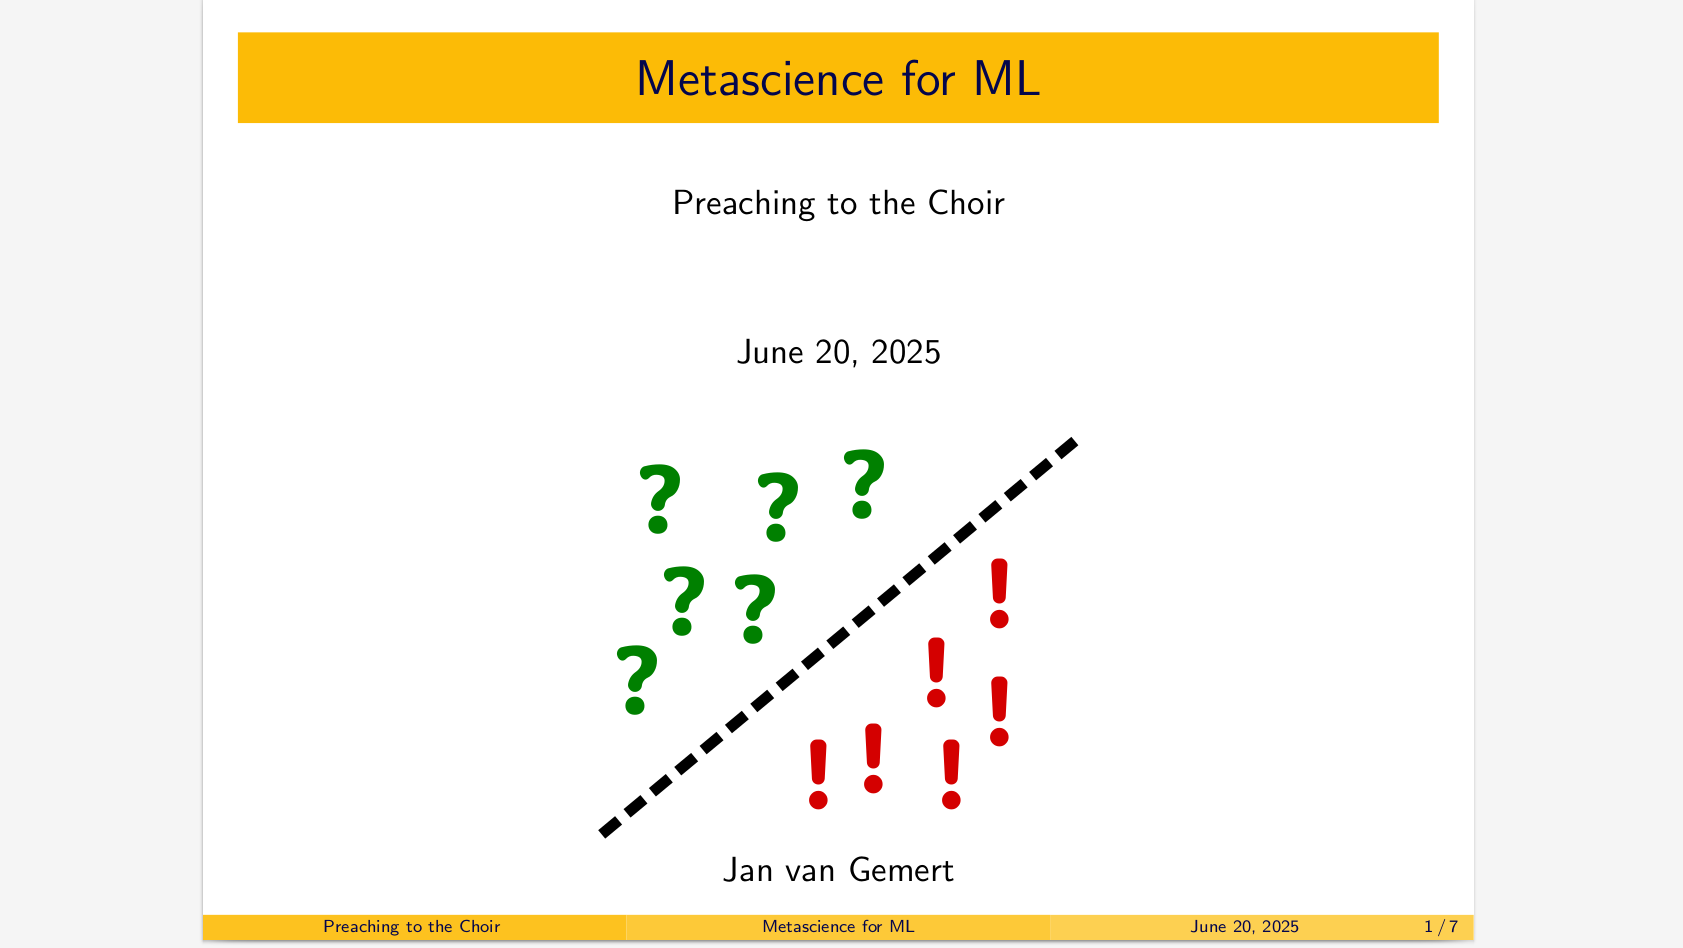 Metascience for ML
Preaching to the Choir
June 20, 2025
? ? ?
? ?
?
!
!
!
! ! !
Jan van Gemert
Preaching to the Choir Metascience for ML June 20, 2025 1 / 7